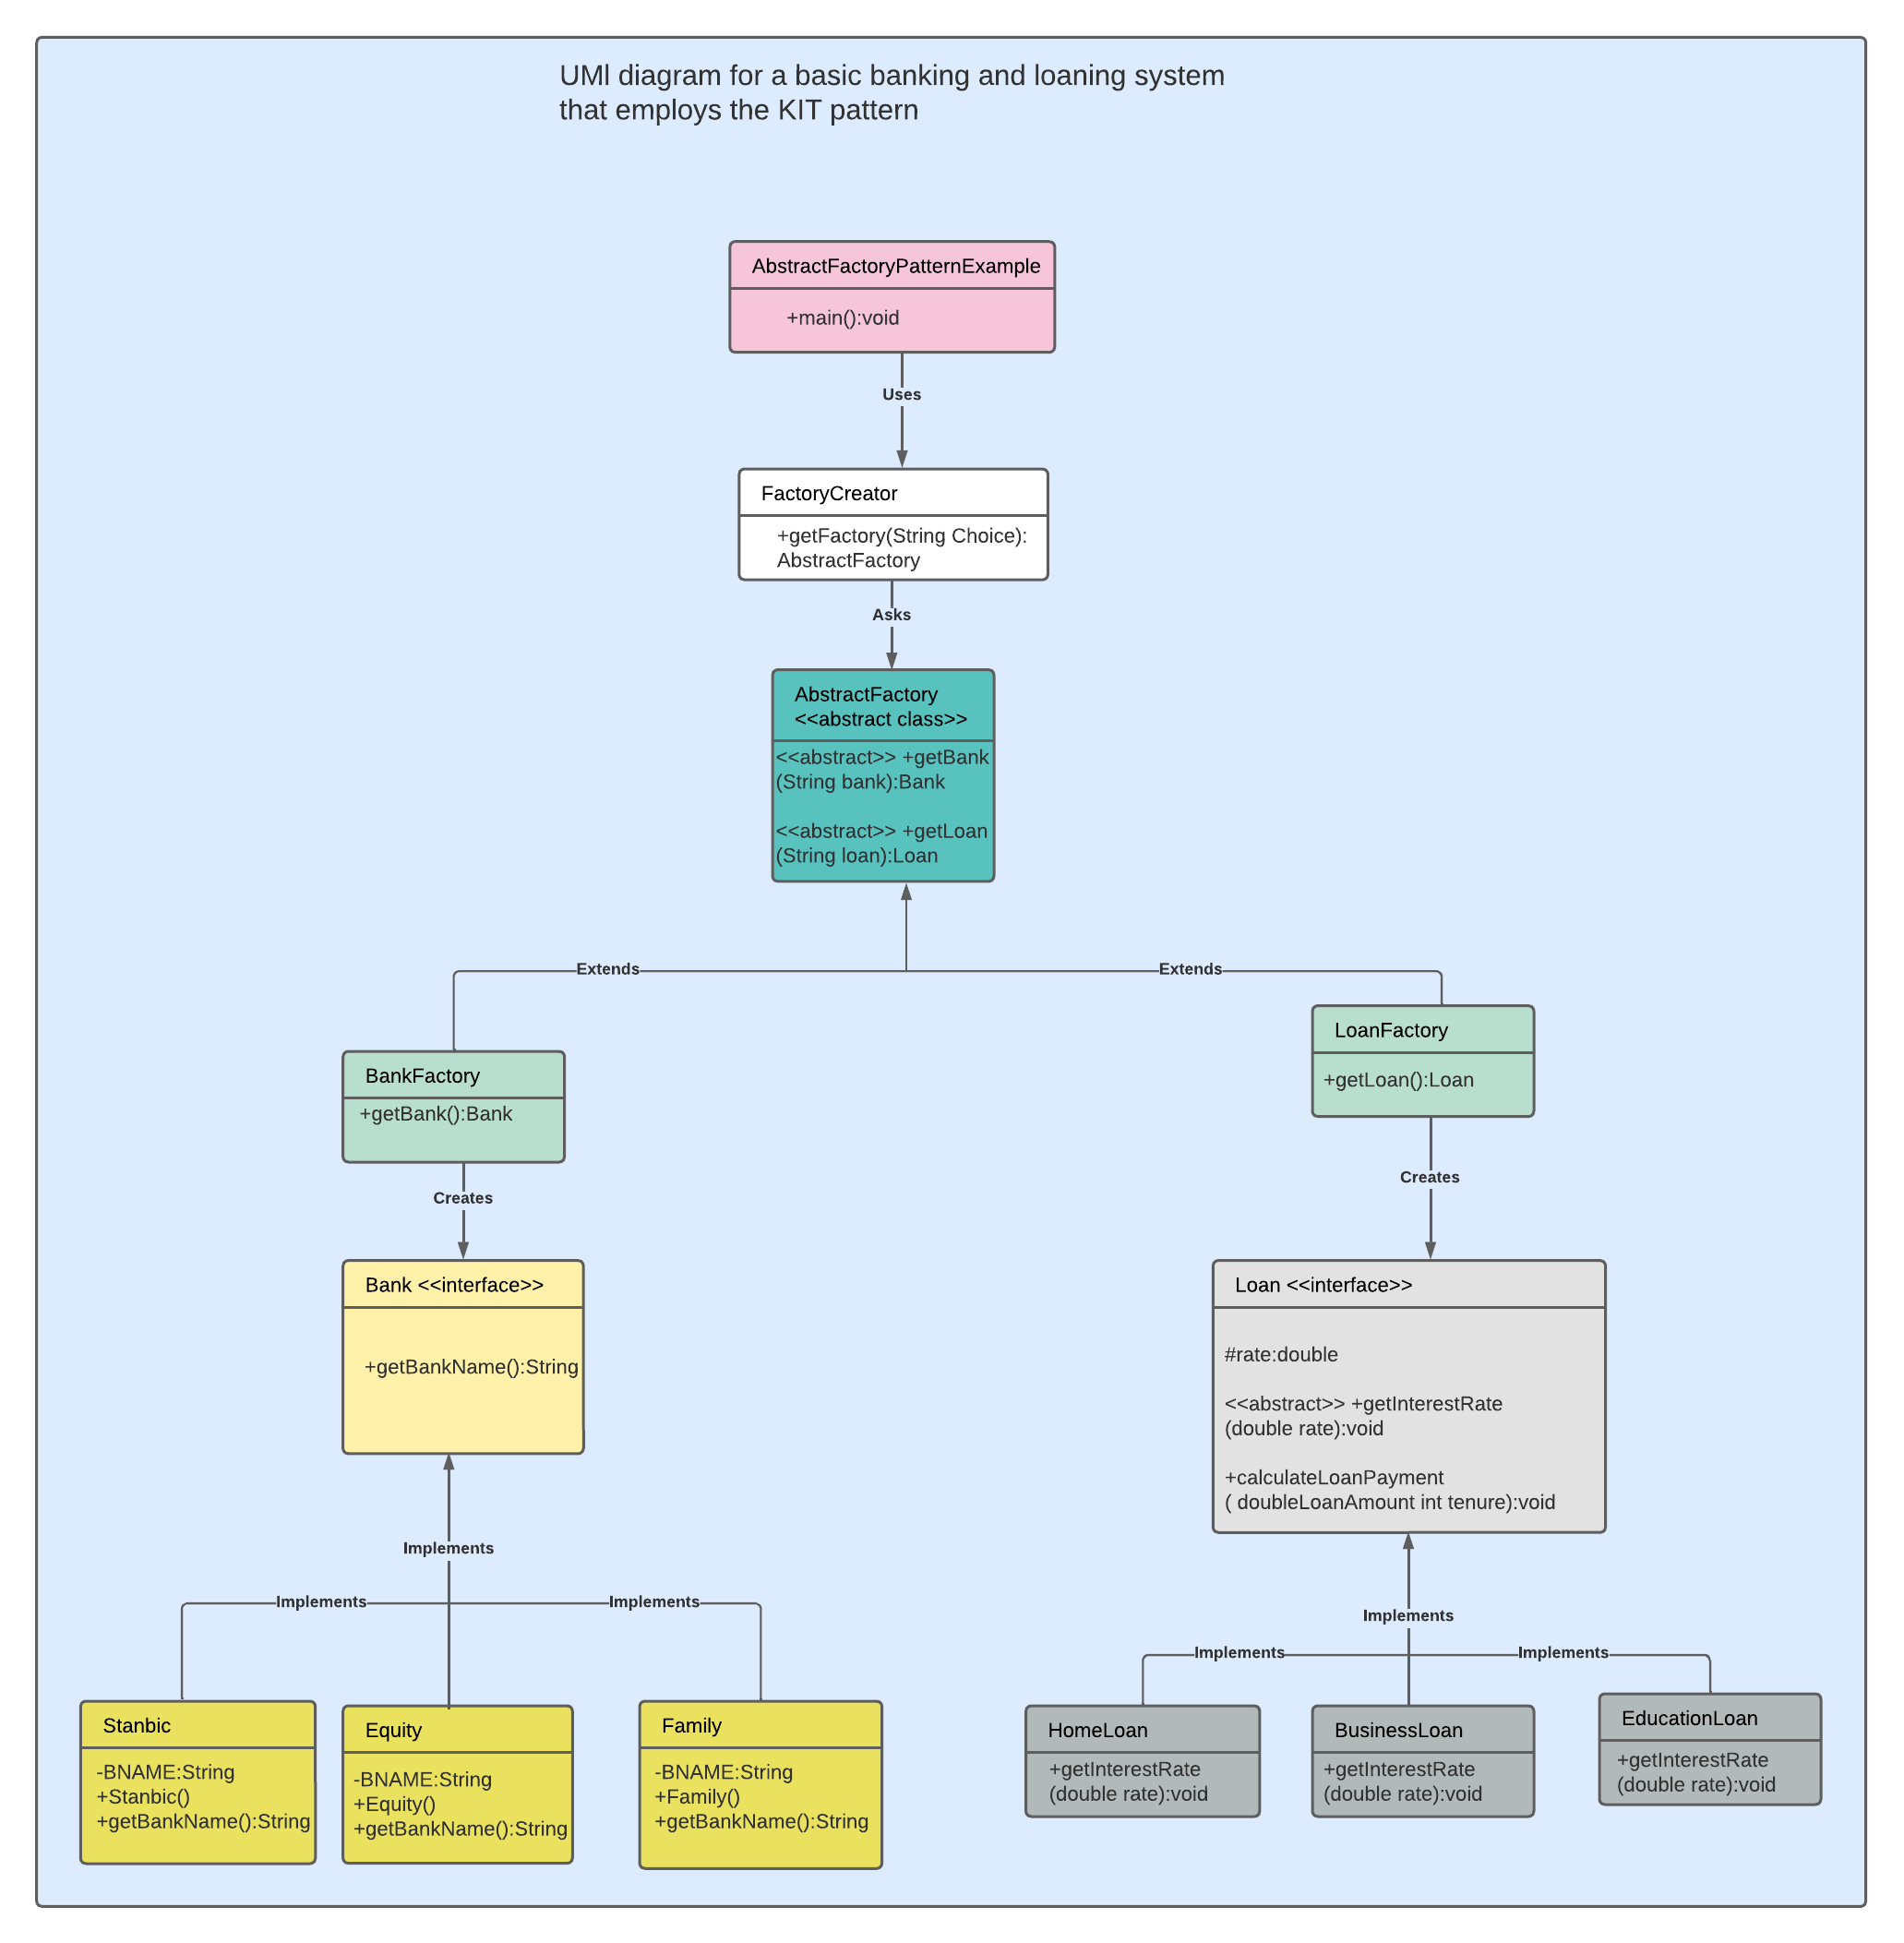 UMl diagram for a basic banking and loaning system
that employs the KIT pattern
AbstractFactoryPatternExample
+main():void
Uses
FactoryCreator
+getFactory(String Choice):
AbstractFactory
Asks
AbstractFactory
<<abstract class>>
<<abstract>> +getBank
(String bank):Bank
<<abstract>> +getLoan
(String loan):Loan
Extends
Extends
BankFactory
+getBank():Bank
Creates
LoanFactory
+getLoan():Loan
Creates
Bank <<interface>>
+getBankName():String
Implements
Implements
Implements
Stanbic
-BNAME:String
+Stanbic()
+getBankName():String
Equity
-BNAME:String
+Equity()
+getBankName():String
Family
-BNAME:String
+Family()
+getBankName():String
Loan <<interface>>
#rate:double
<<abstract>> +getInterestRate
(double rate):void
+calculateLoanPayment
( doubleLoanAmount int tenure):void
Implements
Implements
Implements
HomeLoan
+getInterestRate
(double rate):void
BusinessLoan
+getInterestRate
(double rate):void
EducationLoan
+getInterestRate
(double rate):void